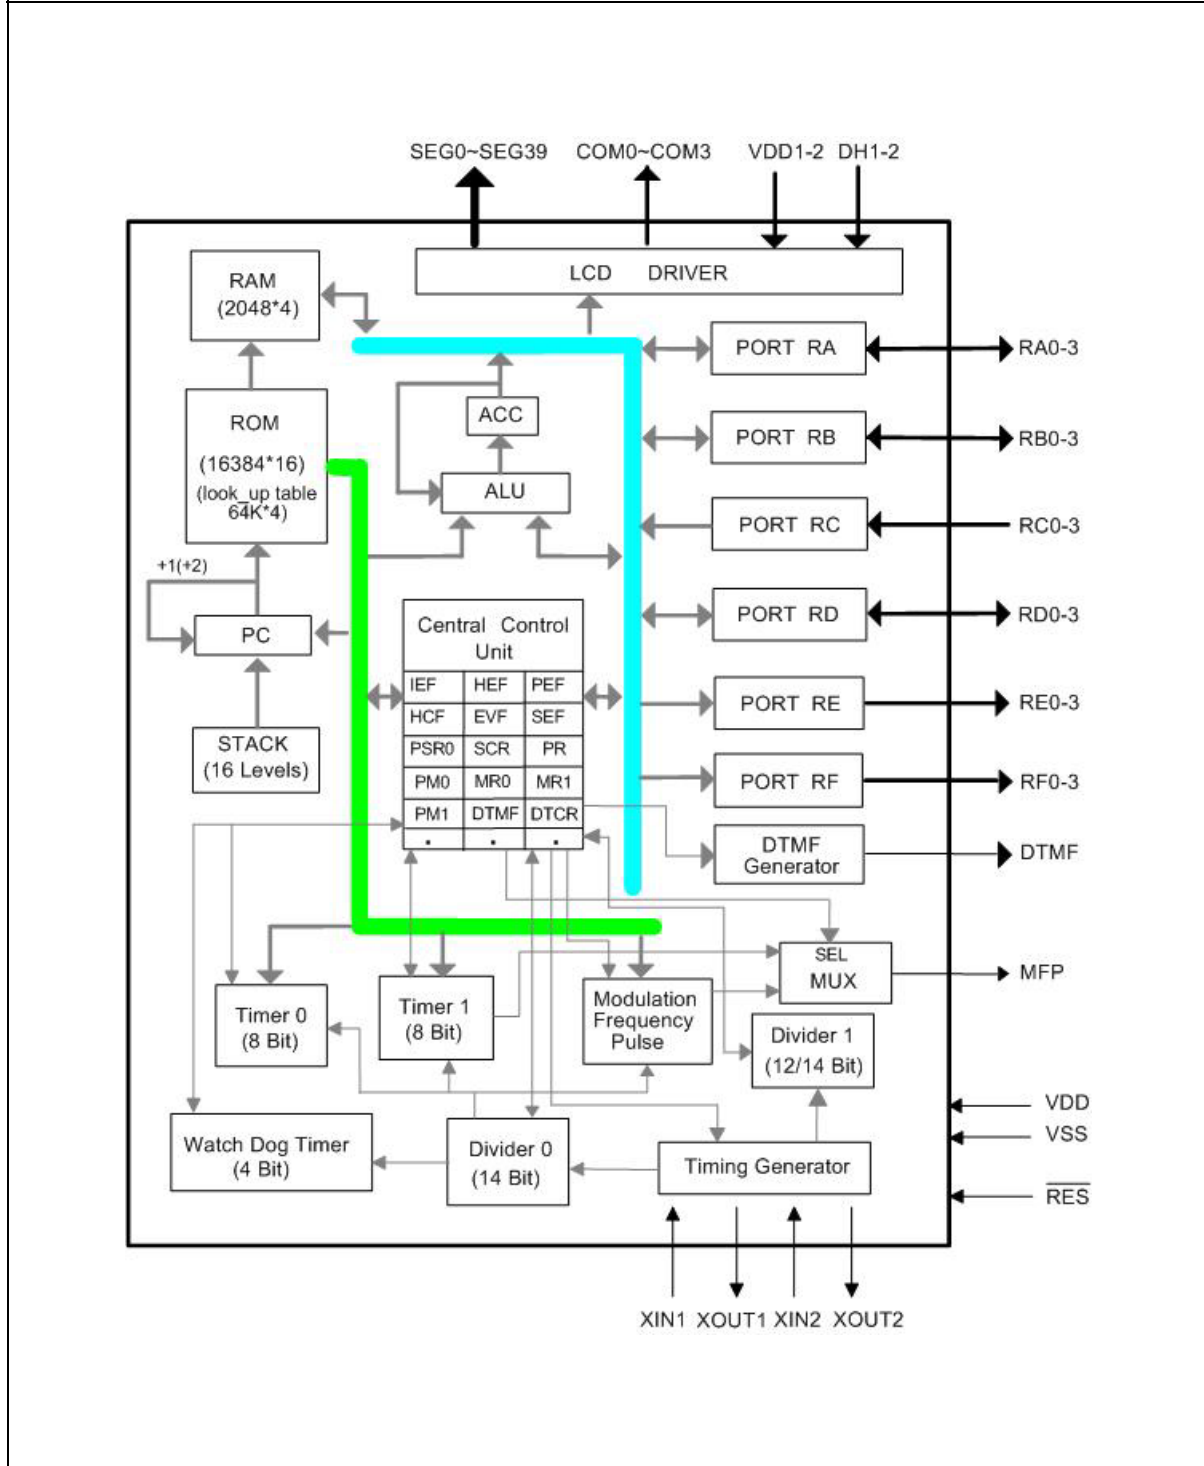 SEG0~SEG39 COM0~COM3 VDD1-2 DH1-2
LCD DRIVER
RAM
(2048*4)
PORT RA
RA0-3
ROM
(16384*16)
(look_up table
64K*4)
ACC
ALU
PORT RB
RB0-3
PORT RC
RC0-3
+1(+2)
PC
STACK
(16 Levels)
Central Control
Unit
IEF HEF PEF
HCF EVF SEF
PSR0 SCR PR
PM0 MR0 MR1
PM1 DTMF DTCR
. . .
PORT RD
RD0-3
PORT RE
RE0-3
PORT RF
RF0-3
DTMF
Generator
DTMF
SEL
MUX
MFP
Timer 0
(8 Bit)
Timer 1
(8 Bit)
Modulation
Frequency
Pulse
Divider 1
(12/14 Bit)
Watch Dog Timer
(4 Bit)
Divider 0
(14 Bit)
Timing Generator
VDD
VSS
RES
XIN1 XOUT1 XIN2 XOUT2